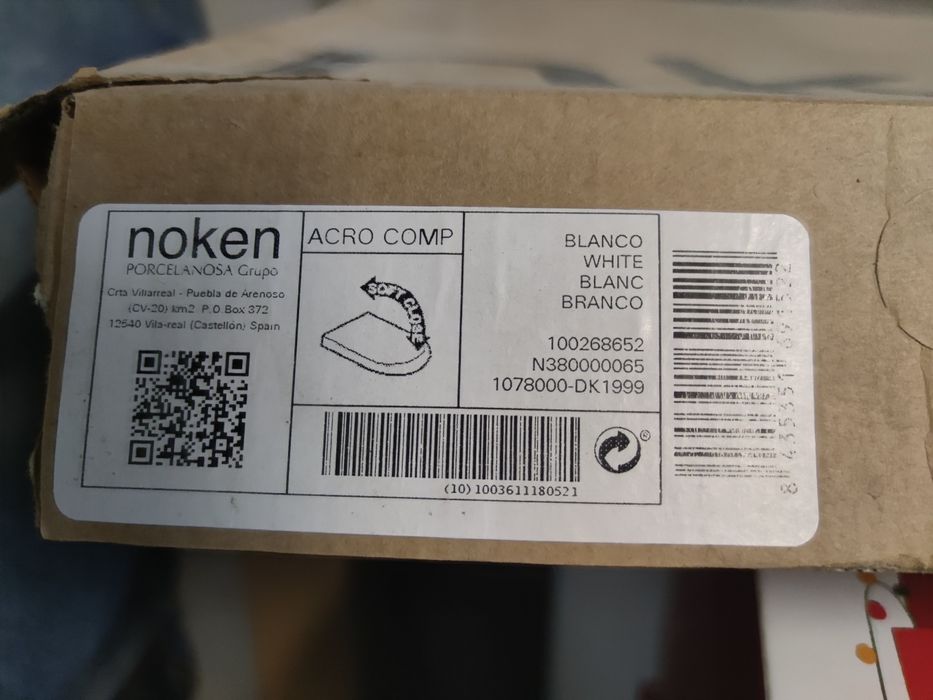 noken
PORCELANOSA Grupo
Crta Villarreal - Puebla de Arenoso
(CV-20) km2 P.O Box 372
12540 Vila-real (Castellón) Spain
ACRO COMP
SOFT CLOSE
BLANCO
WHITE
BLANC
BRANCO
100268652
N380000065
1078000-DK1999
(10)1003611180521
®